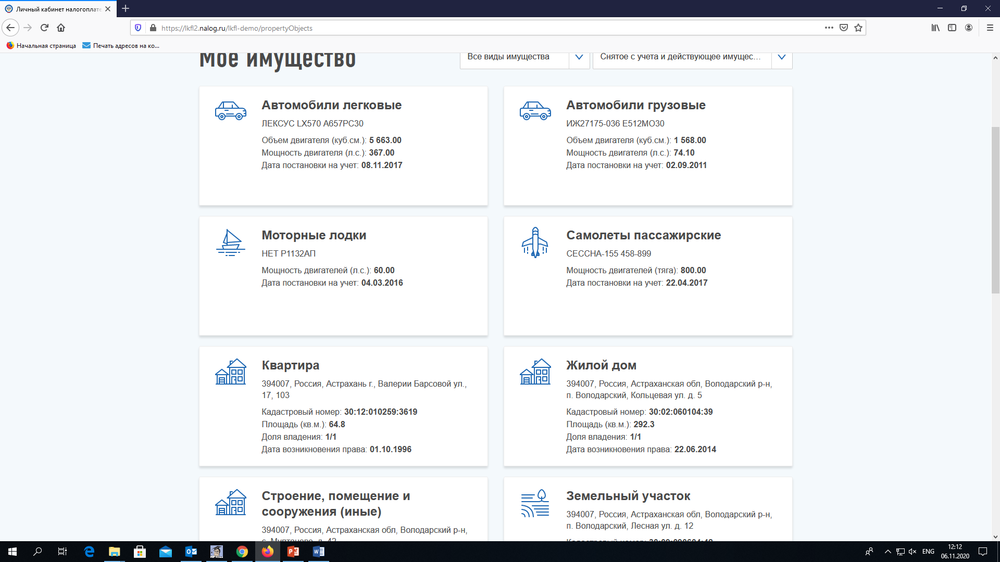 Личный кабинет налогоплате
https://lkfl2.nalog.ru/lkfl-demo/propertyObjects
Начальная страница
Печать адресов на ко...
Мое имущество
Все виды имущества
Снятое с учета и действующее имущес...
Автомобили легковые
ЛЕКСУС LX570 А657РС30
Объем двигателя (куб.см.): 5 663.00
Мощность двигателя (л.с.): 367.00
Дата постановки на учет: 08.11.2017
Автомобили грузовые
ИЖ27175-036 Е512МО30
Объем двигателя (куб.см.): 1 568.00
Мощность двигателя (л.с.): 74.10
Дата постановки на учет: 02.09.2011
Моторные лодки
НЕТ Р1132АП
Мощность двигателей (л.с.): 60.00
Дата постановки на учет: 04.03.2016
Самолеты пассажирские
СЕССНА-155 458-899
Мощность двигателей (тяга): 800.00
Дата постановки на учет: 22.04.2017
Квартира
394007, Россия, Астрахань г., Валерии Барсовой ул.,
17, 103
Кадастровый номер: 30:12:010259:3619
Площадь (кв.м.): 64.8
Доля владения: 1/1
Дата возникновения права: 01.10.1996
Жилой дом
394007, Россия, Астраханская обл, Володарский р-н,
п. Володарский, Кольцевая ул. д. 5
Кадастровый номер: 30:02:060104:39
Площадь (кв.м.): 292.3
Доля владения: 1/1
Дата возникновения права: 22.06.2014
Строение, помещение и
сооружения (иные)
394007, Россия, Астраханская обл, Володарский р-н,
Земельный участок
394007, Россия, Астраханская обл, Володарский р-н,
п. Володарский, Лесная ул. д. 12
Кадастровый номер:
ENG
12:12
06.11.2020